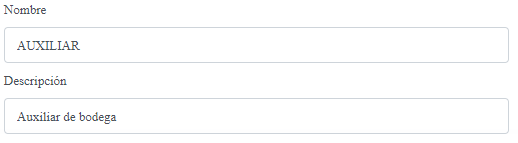 Nombre
AUXILIAR
Descripción
Auxiliar de bodega